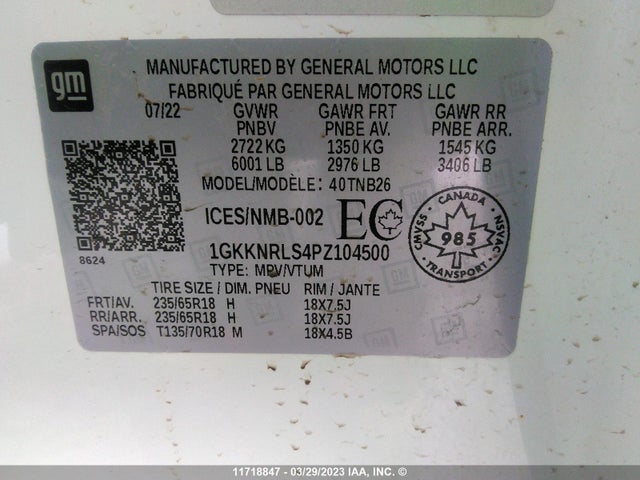 gm
MANUFACTURED BY GENERAL MOTORS LLC
FABRIQUÉ PAR GENERAL MOTORS LLC
07/22 GVWR GAWR FRT GAWR RR
PNBV PNBE AV. PNBE ARR.
2722 KG 1350 KG 1545 KG
6001 LB 2976 LB 3406 LB
MODEL/MODÈLE: 40TNB26
ICES/NMB-002 EC
CANADA
CMVSS 985 NSVAC
TRANSPORT
8624
1GKKNRLS4PZ104500
TYPE: MPV/VTUM
TIRE SIZE / DIM. PNEU RIM / JANTE
FRT/AV. 235/65R18 H 18X7.5J
RR/ARR. 235/65R18 H 18X7.5J
SPA/SOS T135/70R18 M 18X4.5B
11718847 - 03/29/2023 IAA, INC. ©